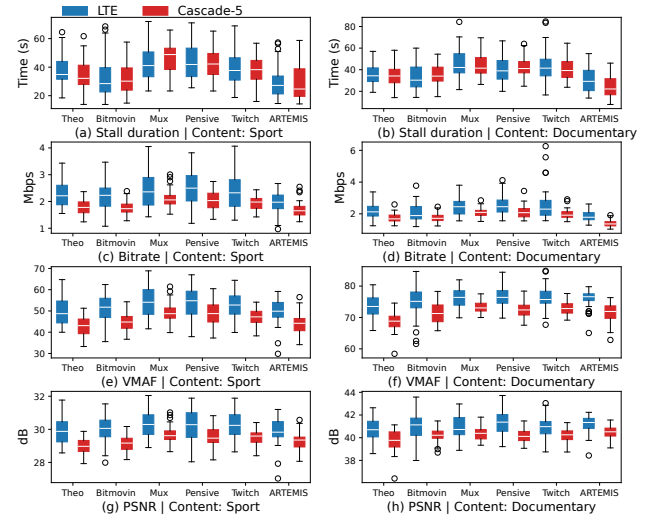 LTE Cascade-5
Time (s)
60
40
20
Theo Bitmovin Mux Pensive Twitch ARTEMIS
(a) Stall duration | Content: Sport
Time (s)
80
60
40
20
Theo Bitmovin Mux Pensive Twitch ARTEMIS
(b) Stall duration | Content: Documentary
Mbps
4
3
2
1
Theo Bitmovin Mux Pensive Twitch ARTEMIS
(c) Bitrate | Content: Sport
Mbps
6
4
2
Theo Bitmovin Mux Pensive Twitch ARTEMIS
(d) Bitrate | Content: Documentary
VMAF
70
60
50
40
30
Theo Bitmovin Mux Pensive Twitch ARTEMIS
(e) VMAF | Content: Sport
VMAF
80
70
60
Theo Bitmovin Mux Pensive Twitch ARTEMIS
(f) VMAF | Content: Documentary
dB
32
30
28
Theo Bitmovin Mux Pensive Twitch ARTEMIS
(g) PSNR | Content: Sport
dB
44
42
40
38
Theo Bitmovin Mux Pensive Twitch ARTEMIS
(h) PSNR | Content: Documentary